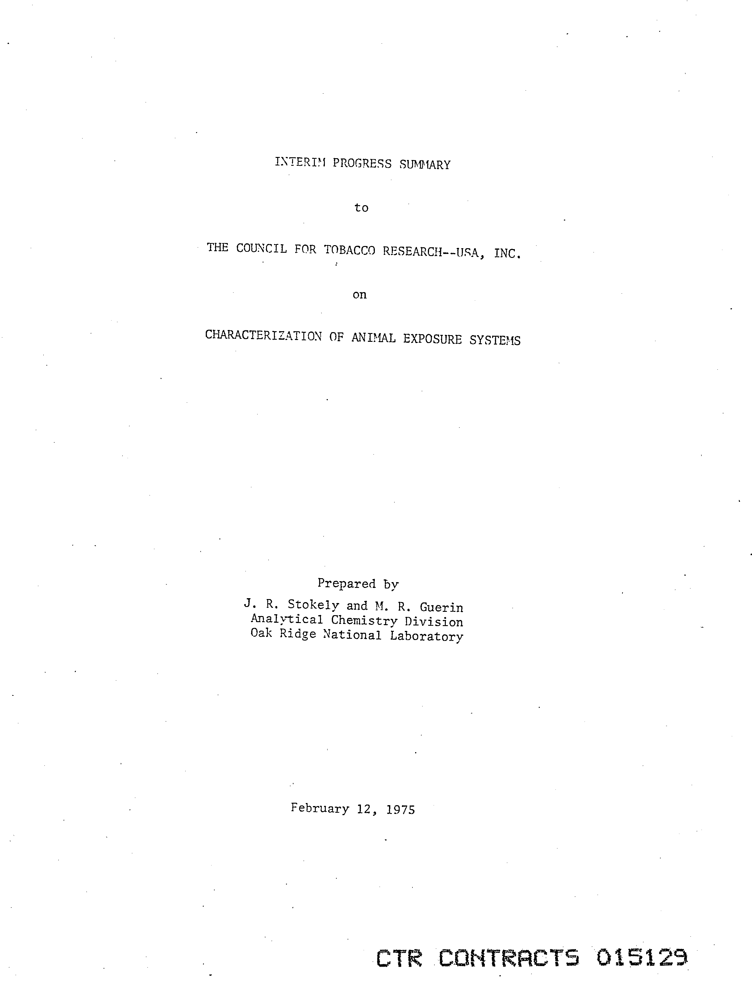 INTERIM PROGRESS SUMMARY
to
THE COUNCIL FOR TOBACCO RESEARCH--USA, INC.
on
CHARACTERIZATION OF ANIMAL EXPOSURE SYSTEMS
Prepared by
J. R. Stokely and M. R. Guerin
Analytical Chemistry Division
Oak Ridge National Laboratory
February 12, 1975
CTR CONTRACTS 015129